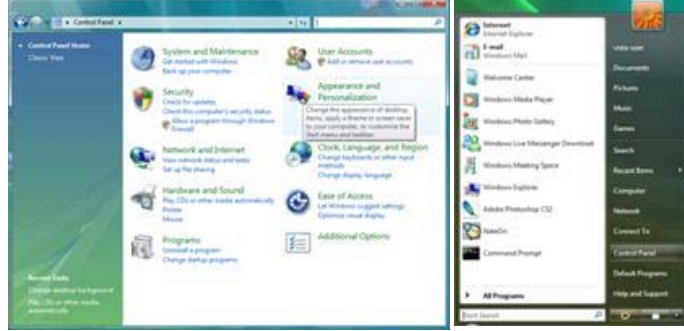 Control Panel
Control Panel Home
Classic View
System and Maintenance
Get started with Windows
Back up your computer
Security
Check for updates
Check this computer's security status
Allow a program through Windows
Firewall
Network and Internet
View network status and tasks
Set up file sharing
Hardware and Sound
Play CDs or other media automatically
Printer
Mouse
Programs
Uninstall a program
Change startup programs
User Accounts
Add or remove user accounts
Appearance and
Personalization
Change the appearance of desktop
items, apply a theme or screen saver
to your computer, or customize the
Start menu and taskbar.
Clock, Language, and Region
Change keyboards or other input
methods
Change display language
Ease of Access
Let Windows suggest settings
Optimize visual display
Additional Options
Recent Tasks
Change desktop background
Play CDs or other media
automatically
Internet
Internet Explorer
E-mail
Windows Mail
Welcome Center
Windows Media Player
Windows Photo Gallery
Windows Live Messenger Download
Windows Meeting Space
Windows Explorer
Adobe Photoshop CS2
NateOn
Command Prompt
All Programs
Start Search
vista user
Documents
Pictures
Music
Games
Search
Recent Items
Computer
Network
Connect To
Control Panel
Default Programs
Help and Support